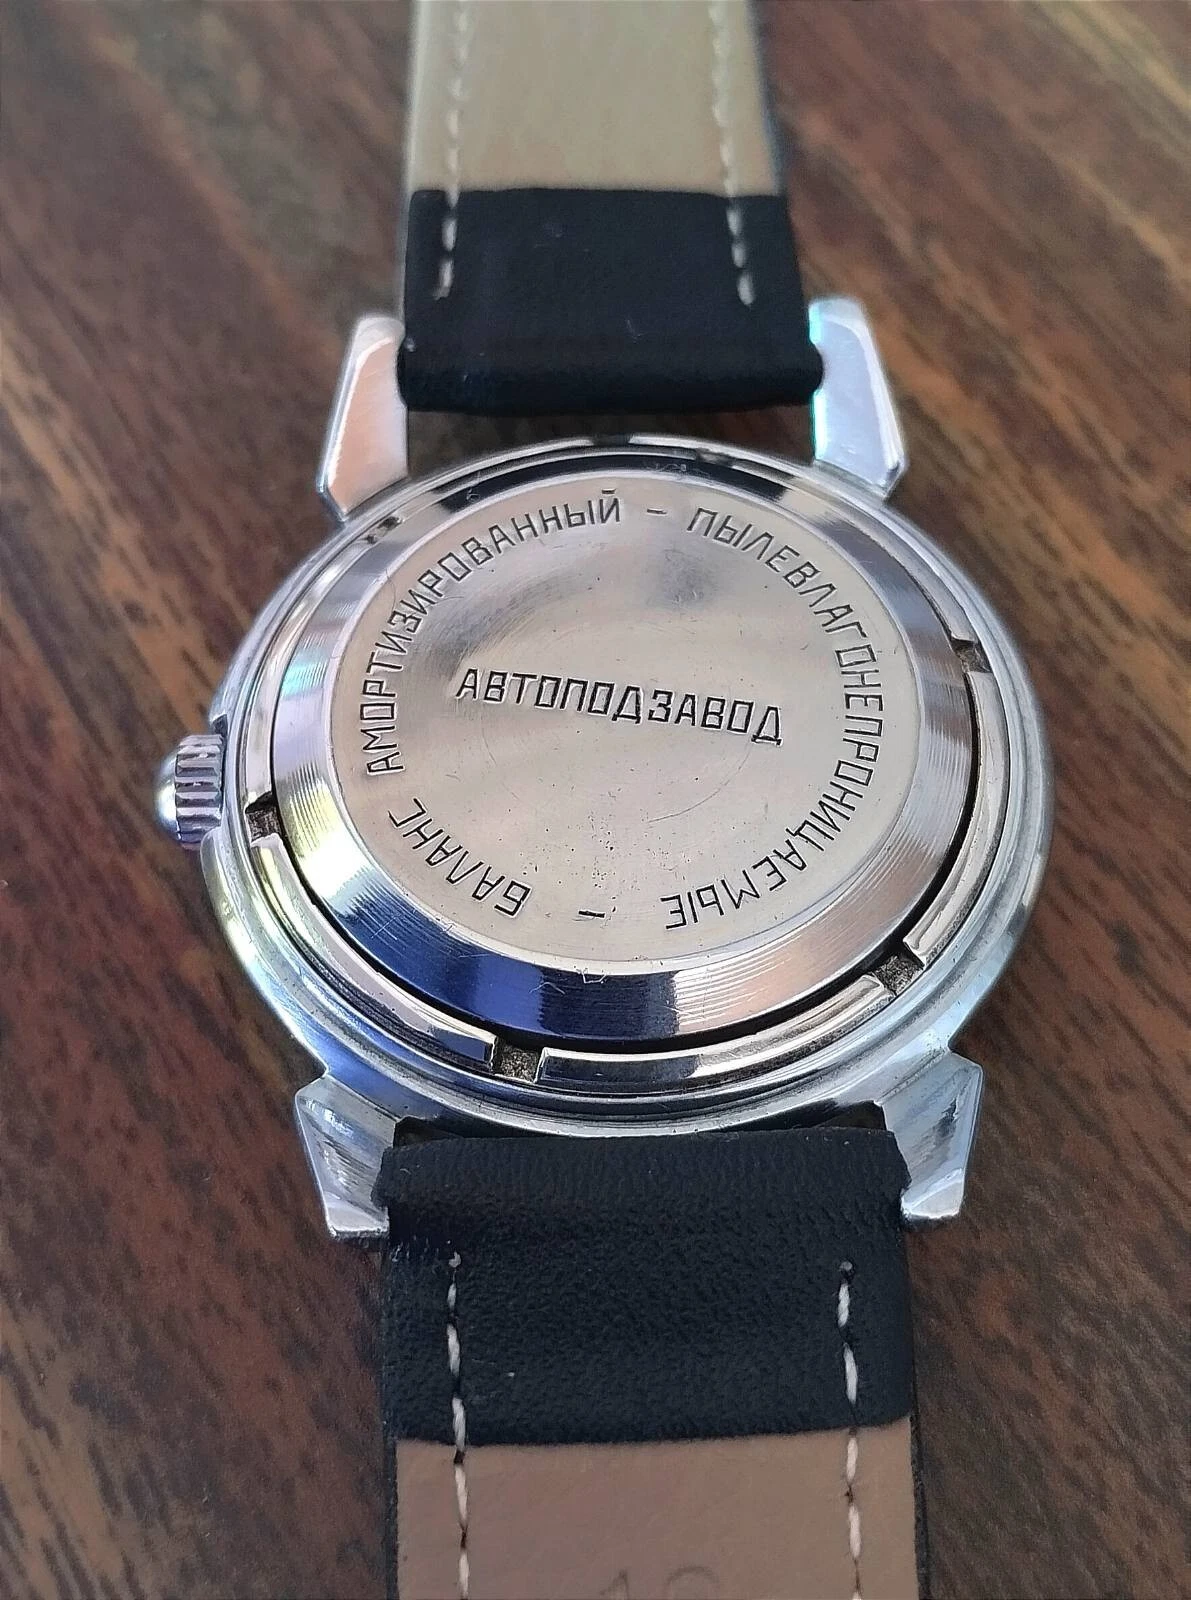 БАЛАНС АМОРТИЗИРОВАННЫЙ – ПЫЛЕВЛАГОНЕПРОНИЦАЕМЫЕ –
АВТОПОДЗАВОД